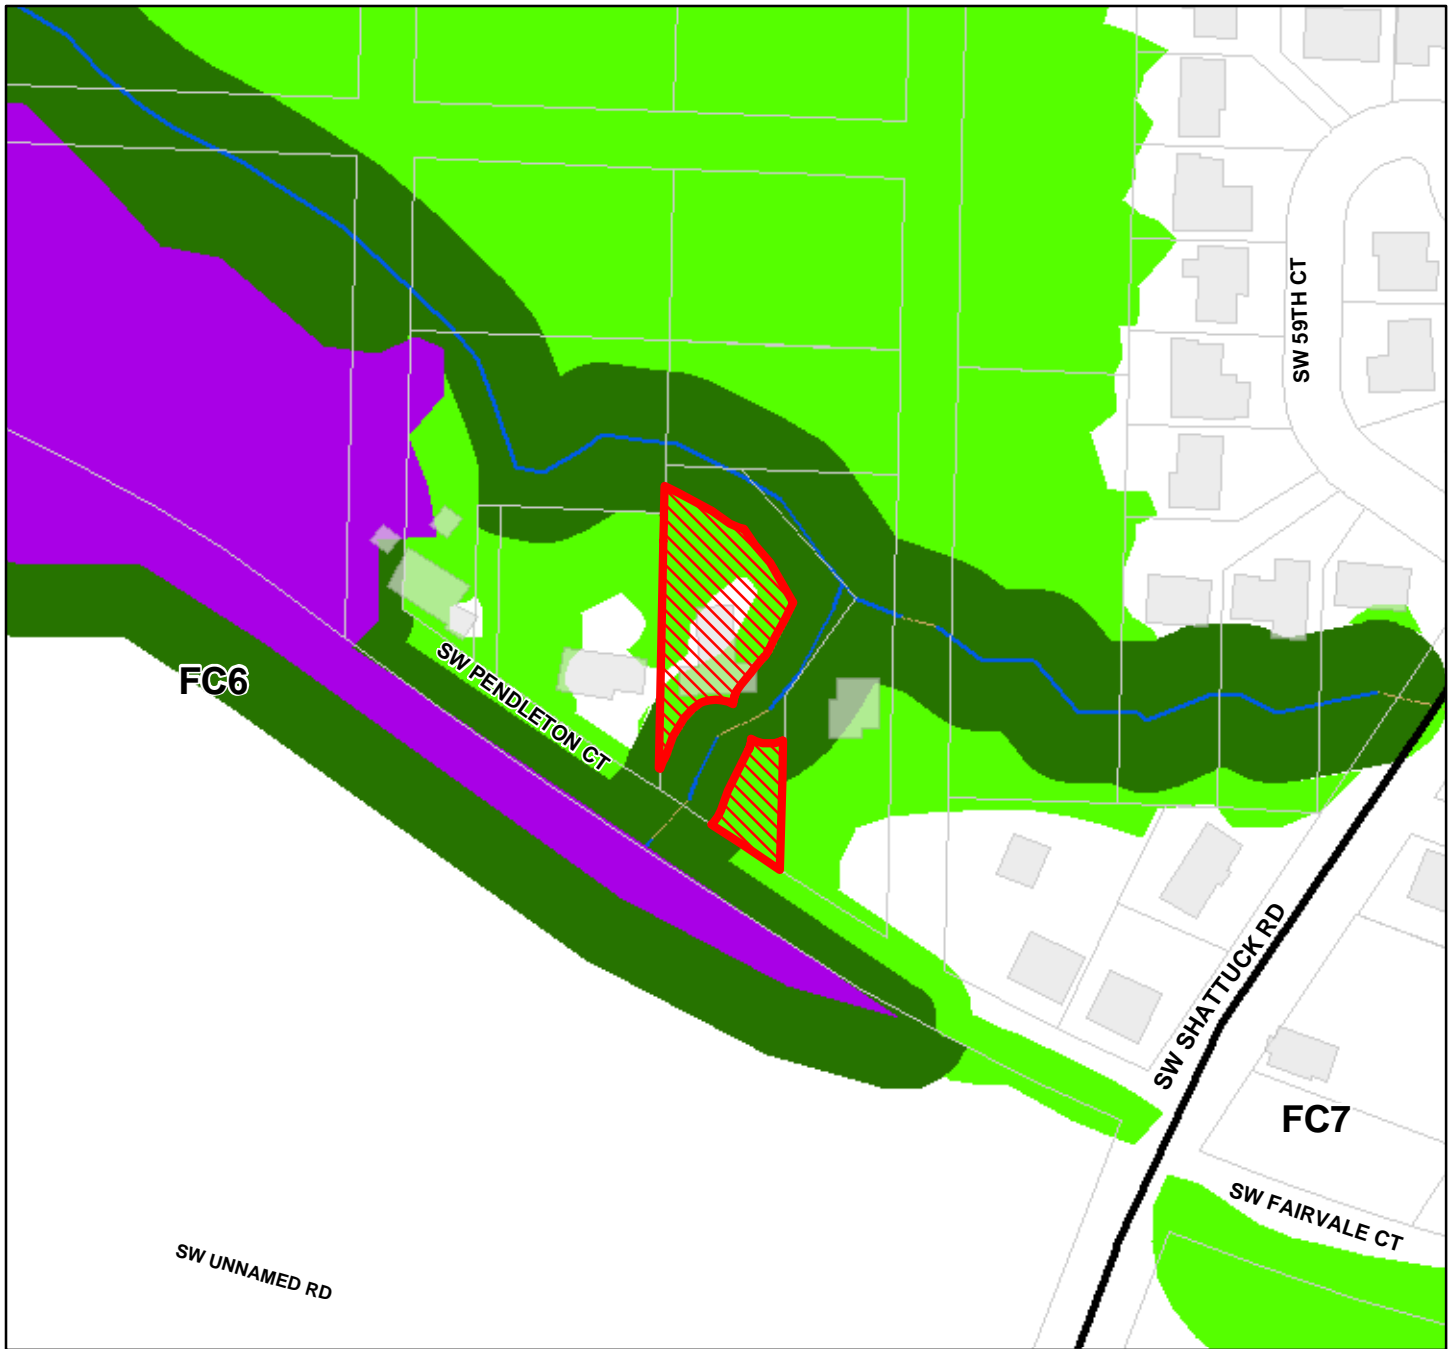 SW 59TH CT
SW PENDLETON CT
FC6
SW SHATTUCK RD
FC7
SW FAIRVALE CT
SW UNNAMED RD